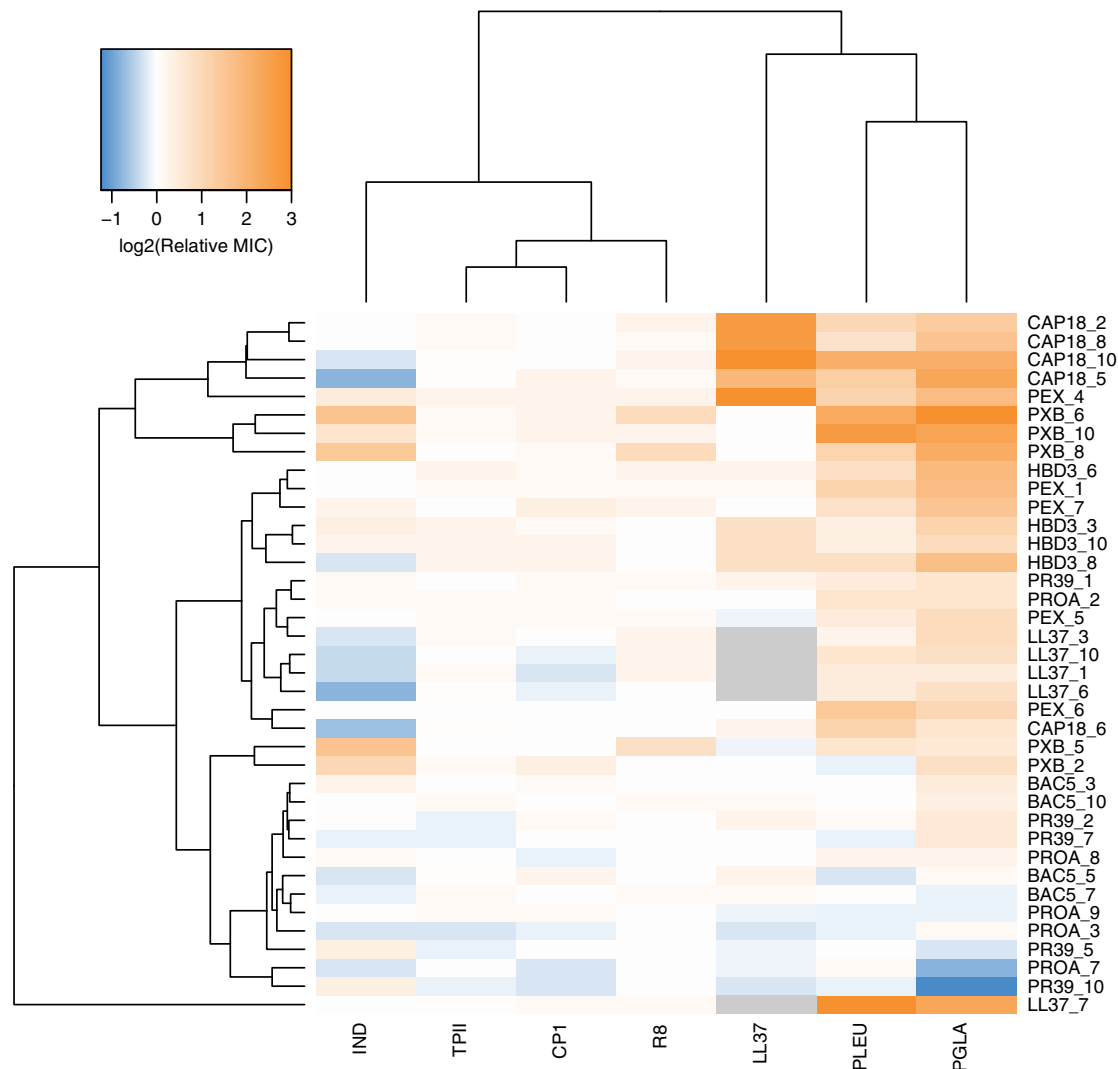 −1 0 1 2 3
log2(Relative MIC)
CAP18_2
CAP18_8
CAP18_10
CAP18_5
PEX_4
PXB_6
PXB_10
PXB_8
HBD3_6
PEX_1
PEX_7
HBD3_3
HBD3_10
HBD3_8
PR39_1
PROA_2
PEX_5
LL37_3
LL37_10
LL37_1
LL37_6
PEX_6
CAP18_6
PXB_5
PXB_2
BAC5_3
BAC5_10
PR39_2
PR39_7
PROA_8
BAC5_5
BAC5_7
PROA_9
PROA_3
PR39_5
PROA_7
PR39_10
LL37_7
IND
TPII
CP1
R8
LL37
PLEU
PGLA